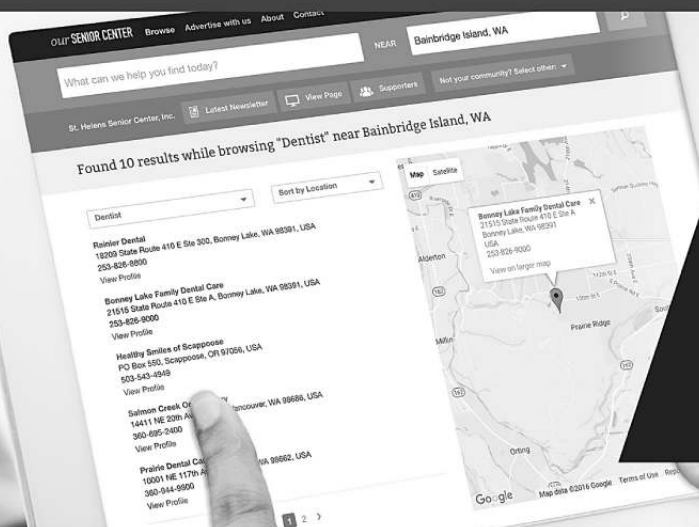 our SENIOR CENTER Browse Advertise with us About Contact
What can we help you find today?
NEAR
Bainbridge Island, WA
St. Helens Senior Center, Inc. Latest Newsletter View Page Supporters Not your community? Select other:
Found 10 results while browsing "Dentist" near Bainbridge Island, WA
Dentist
Sort by Location
Rainier Dental
18209 State Route 410 E Ste 300, Bonney Lake, WA 98391, USA
253-826-8800
View Profile
Bonney Lake Family Dental Care
21515 State Route 410 E Ste A, Bonney Lake, WA 98391, USA
253-826-9000
View Profile
Healthy Smiles of Scappoose
PO Box 550, Scappoose, OR 97056, USA
503-543-4949
View Profile
Salmon Creek
14411 NE 20th Vancouver, WA 98686, USA
360-695-2400
View Profile
Prairie Dental
10001 NE 117th WA 98662, USA
360-944-9900
View Profile
1 2 >
Map Satellite
Bonney Lake Family Dental Care
21515 State Route 410 E Ste A
Bonney Lake, WA 98391
USA
253-826-9000
View on larger map
410
Alderton
162
Prairie Ridge
162
Orting
Google Map data ©2016 Google Terms of Use